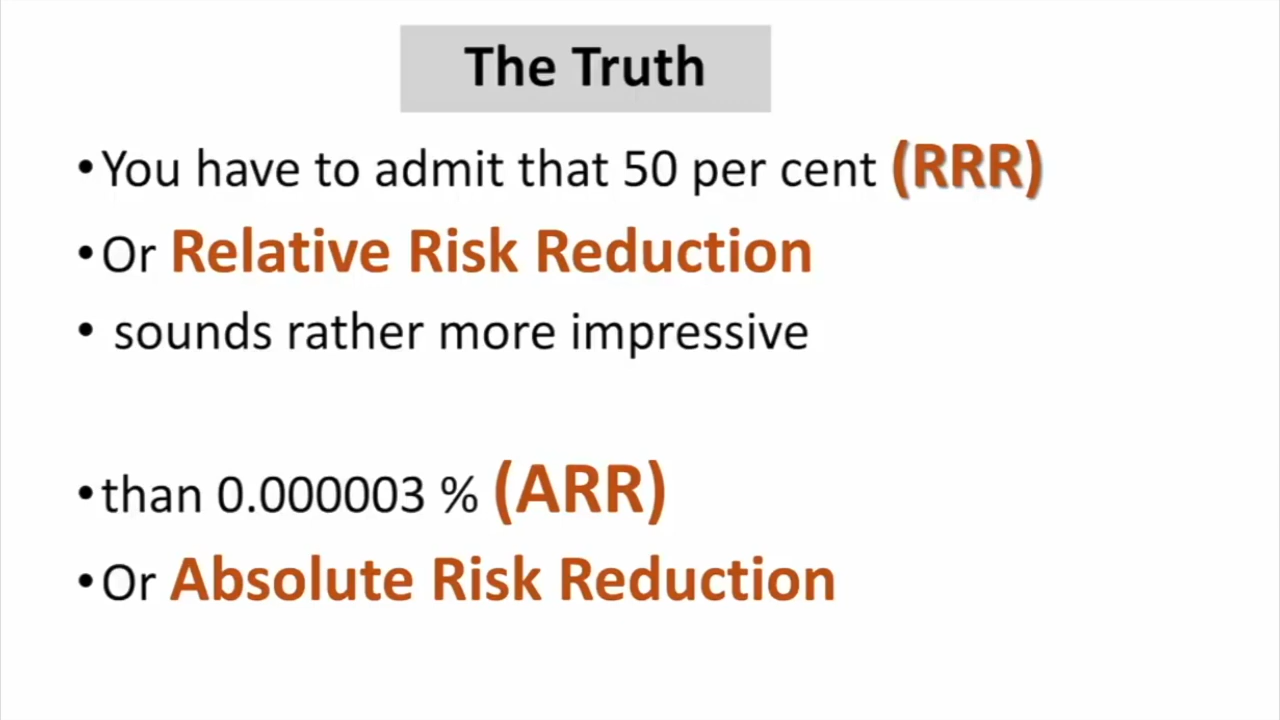 The Truth
•You have to admit that 50 per cent (RRR)
•Or Relative Risk Reduction
• sounds rather more impressive
•than 0.000003 % (ARR)
•Or Absolute Risk Reduction